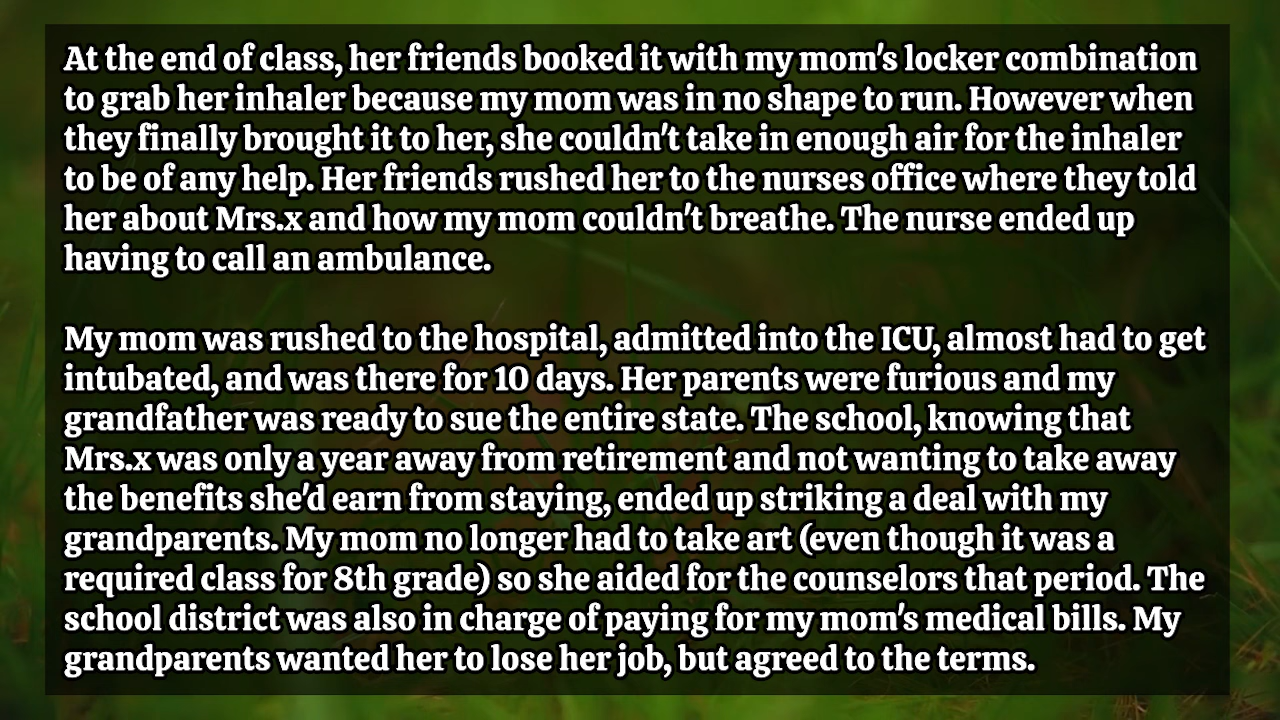 At the end of class, her friends booked it with my mom's locker combination
to grab her inhaler because my mom was in no shape to run. However when
they finally brought it to her, she couldn't take in enough air for the inhaler
to be of any help. Her friends rushed her to the nurses office where they told
her about Mrs.x and how my mom couldn't breathe. The nurse ended up
having to call an ambulance.
My mom was rushed to the hospital, admitted into the ICU, almost had to get
intubated, and was there for 10 days. Her parents were furious and my
grandfather was ready to sue the entire state. The school, knowing that
Mrs.x was only a year away from retirement and not wanting to take away
the benefits she'd earn from staying, ended up striking a deal with my
grandparents. My mom no longer had to take art (even though it was a
required class for 8th grade) so she aided for the counselors that period. The
school district was also in charge of paying for my mom's medical bills. My
grandparents wanted her to lose her job, but agreed to the terms.